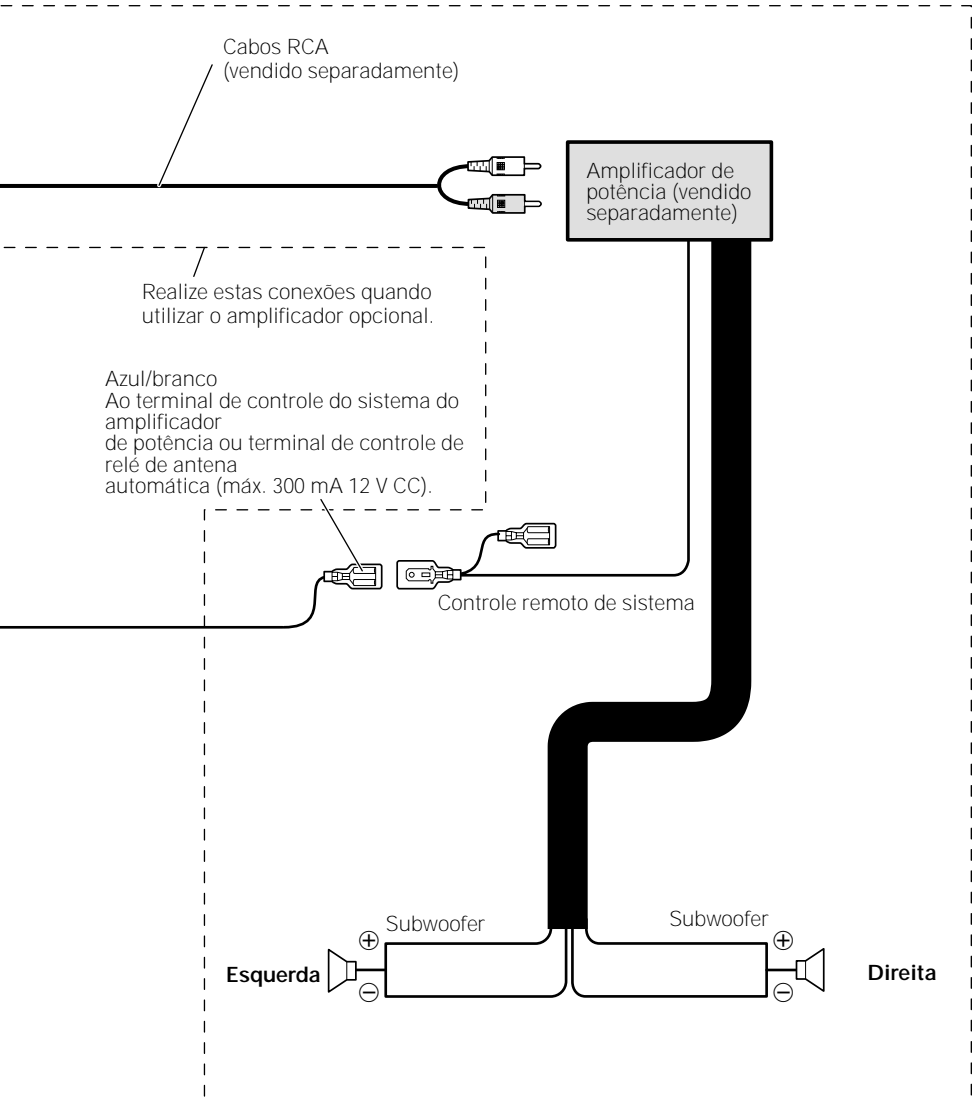 Cabos RCA
(vendido separadamente)
Amplificador de
potência (vendido
separadamente)
Realize estas conexões quando
utilizar o amplificador opcional.
Azul/branco
Ao terminal de controle do sistema do
amplificador
de potência ou terminal de controle de
relé de antena
automática (máx. 300 mA 12 V CC).
Controle remoto de sistema
Subwoofer
Subwoofer
Esquerda
Direita